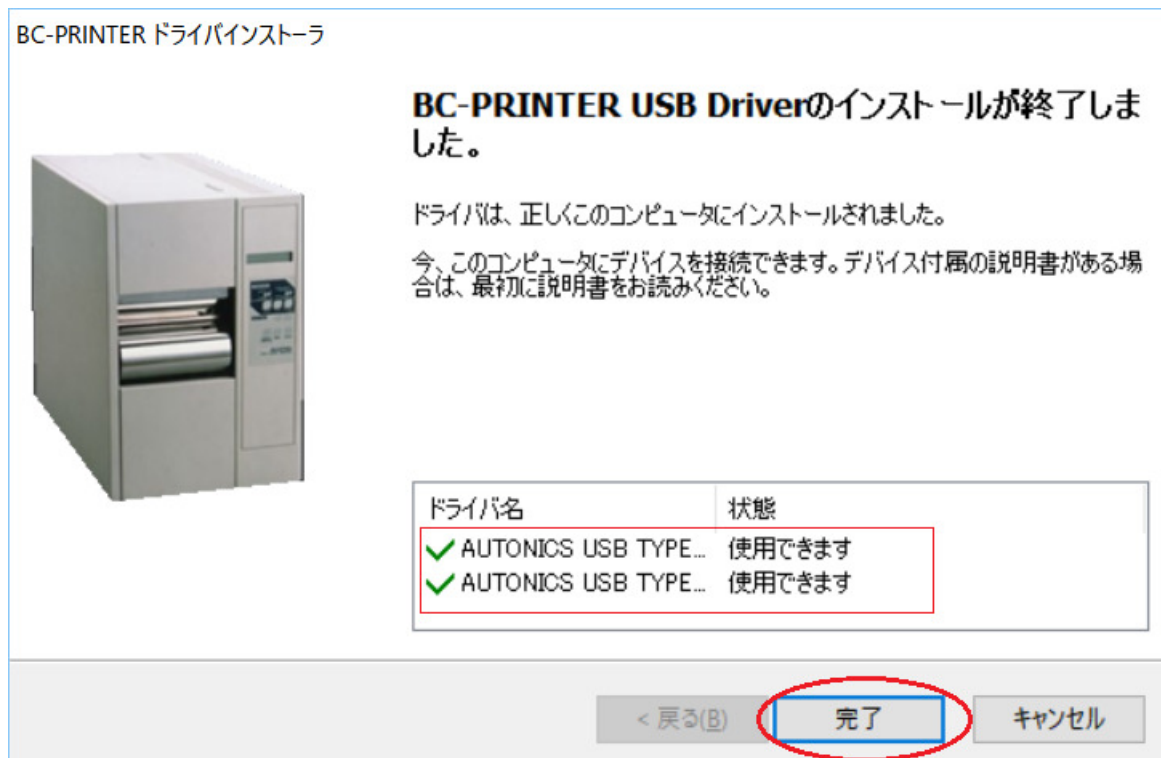 BC-PRINTER ドライバインストーラ
BC-PRINTER USB Driverのインストールが終了しま
した。
ドライバは、正しくこのコンピュータにインストールされました。
今、このコンピュータにデバイスを接続できます。デバイス付属の説明書がある場
合は、最初に説明書をお読みください。
ドライバ名 状態
AUTONICS USB TYPE... 使用できます
AUTONICS USB TYPE... 使用できます
< 戻る(B) 完了 キャンセル